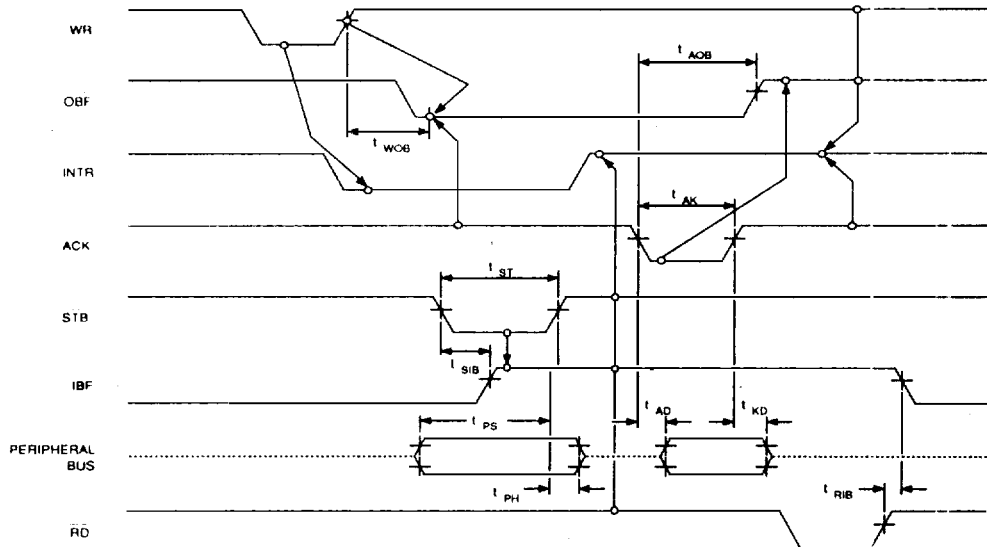 WR
t AOB
OBF
t WOB
INTR
t AK
ACK
t ST
STB
t SIB
IBF
t AD
t KD
t PS
PERIPHERAL
BUS
t PH
t RIB
RD